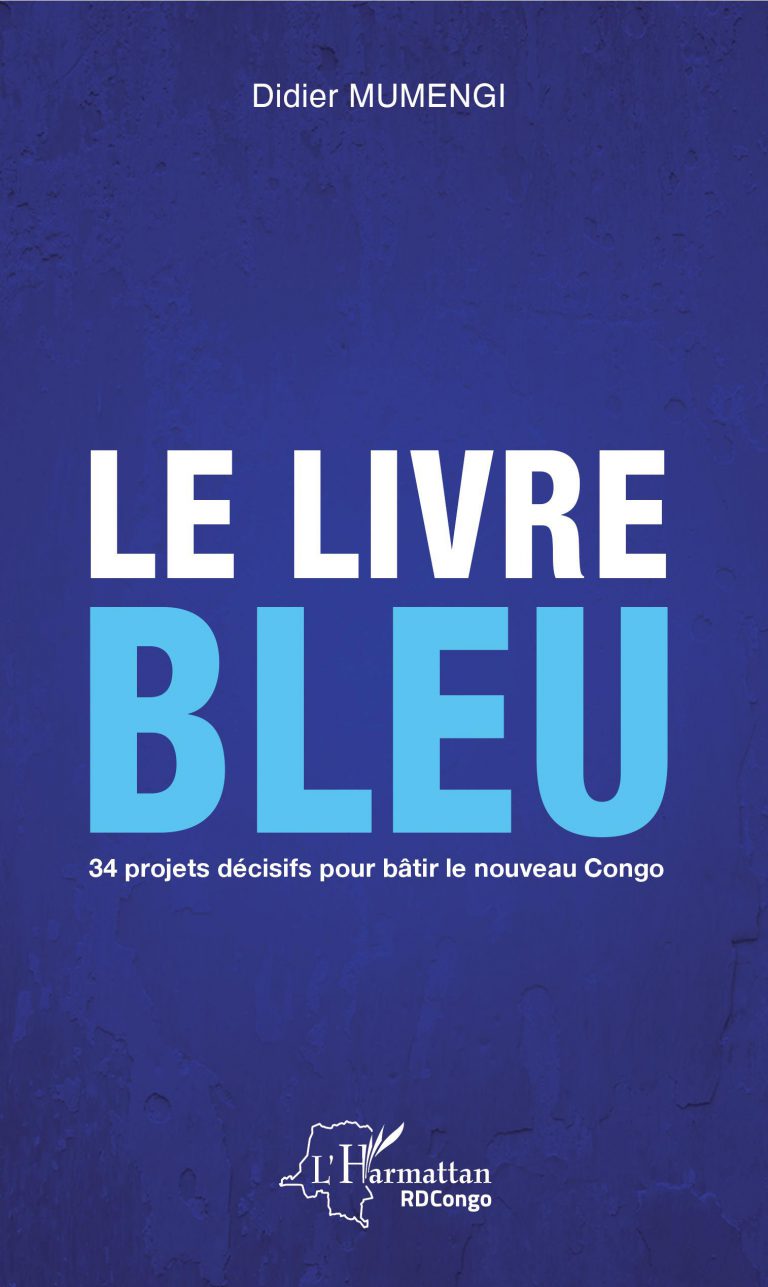 Didier MUMENGI
LE LIVRE
BLEU
34 projets décisifs pour bâtir le nouveau Congo
L'Harmattan
RDCongo